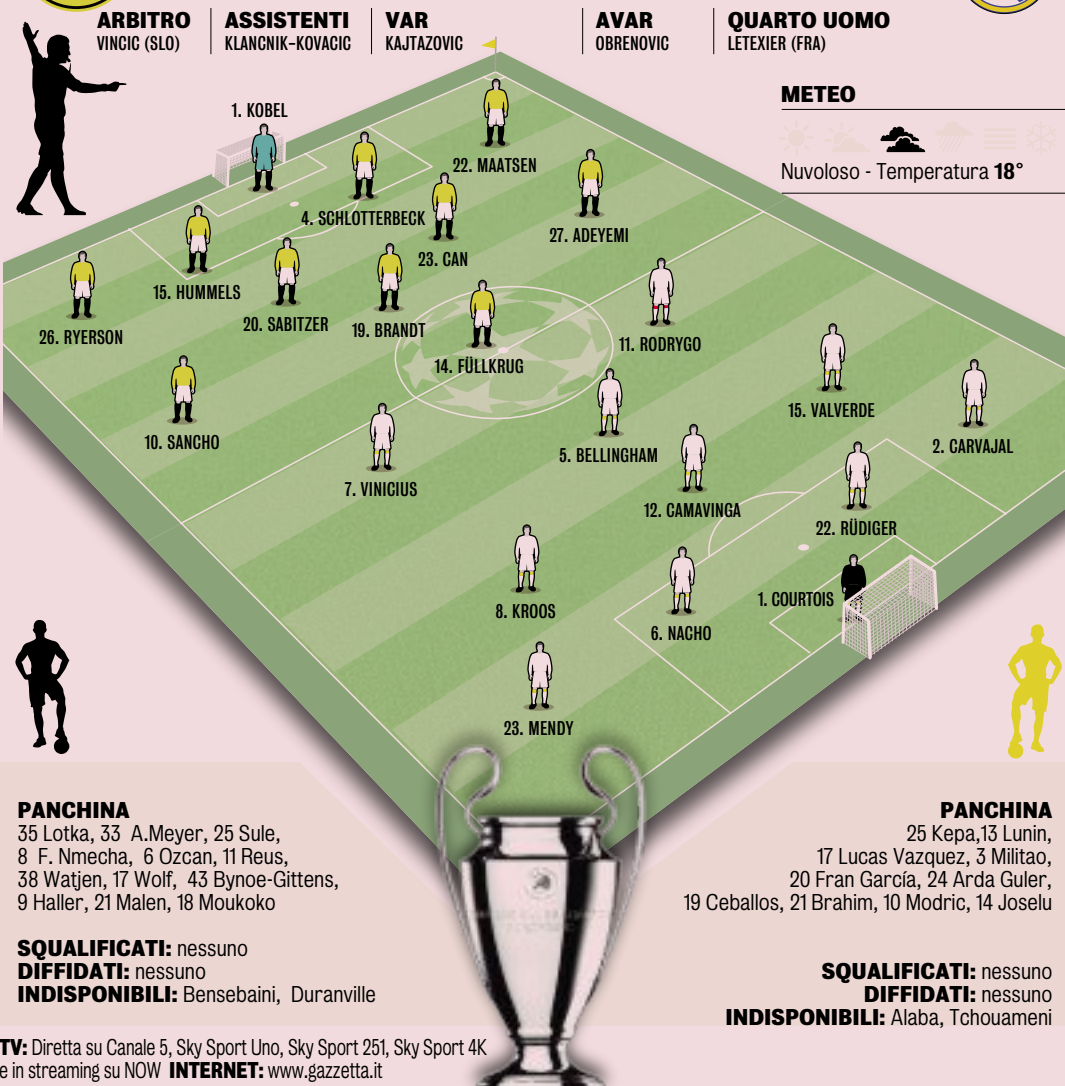 ARBITRO
VINCIC (SLO)
ASSISTENTI
KLANCNIK-KOVACIC
VAR
KAJTAZOVIC
AVAR
OBRENOVIC
QUARTO UOMO
LETEXIER (FRA)
METEO
Nuvoloso - Temperatura 18°
1. KOBEL
22. MAATSEN
4. SCHLOTTERBECK
27. ADEYEMI
23. CAN
15. HUMMELS
20. SABITZER
19. BRANDT
26. RYERSON
14. FÜLLKRUG
11. RODRYGO
10. SANCHO
15. VALVERDE
2. CARVAJAL
5. BELLINGHAM
7. VINICIUS
12. CAMAVINGA
22. RÜDIGER
8. KROOS
1. COURTOIS
6. NACHO
23. MENDY
PANCHINA
35 Lotka, 33 A.Meyer, 25 Sule,
8 F. Nmecha, 6 Ozcan, 11 Reus,
38 Watjen, 17 Wolf, 43 Bynoe-Gittens,
9 Haller, 21 Malen, 18 Moukoko
SQUALIFICATI: nessuno
DIFFIDATI: nessuno
INDISPONIBILI: Bensebaini, Duranville
PANCHINA
25 Kepa,13 Lunin,
17 Lucas Vazquez, 3 Militao,
20 Fran García, 24 Arda Guler,
19 Ceballos, 21 Brahim, 10 Modric, 14 Joselu
SQUALIFICATI: nessuno
DIFFIDATI: nessuno
INDISPONIBILI: Alaba, Tchouameni
TV: Diretta su Canale 5, Sky Sport Uno, Sky Sport 251, Sky Sport 4K
e in streaming su NOW INTERNET: www.gazzetta.it